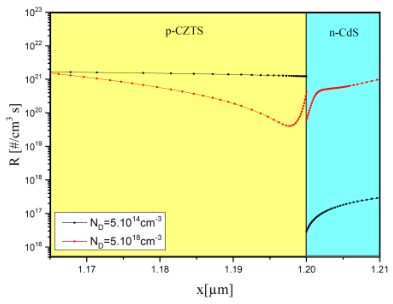 p-CZTS
n-CdS
10²³
10²²
10²¹
10²⁰
10¹⁹
10¹⁸
10¹⁷
10¹⁶
R [#/cm³ s]
N_D=5.10¹⁴cm⁻³
N_D=5.10¹⁸cm⁻³
1.17 1.18 1.19 1.20 1.21
x[µm]